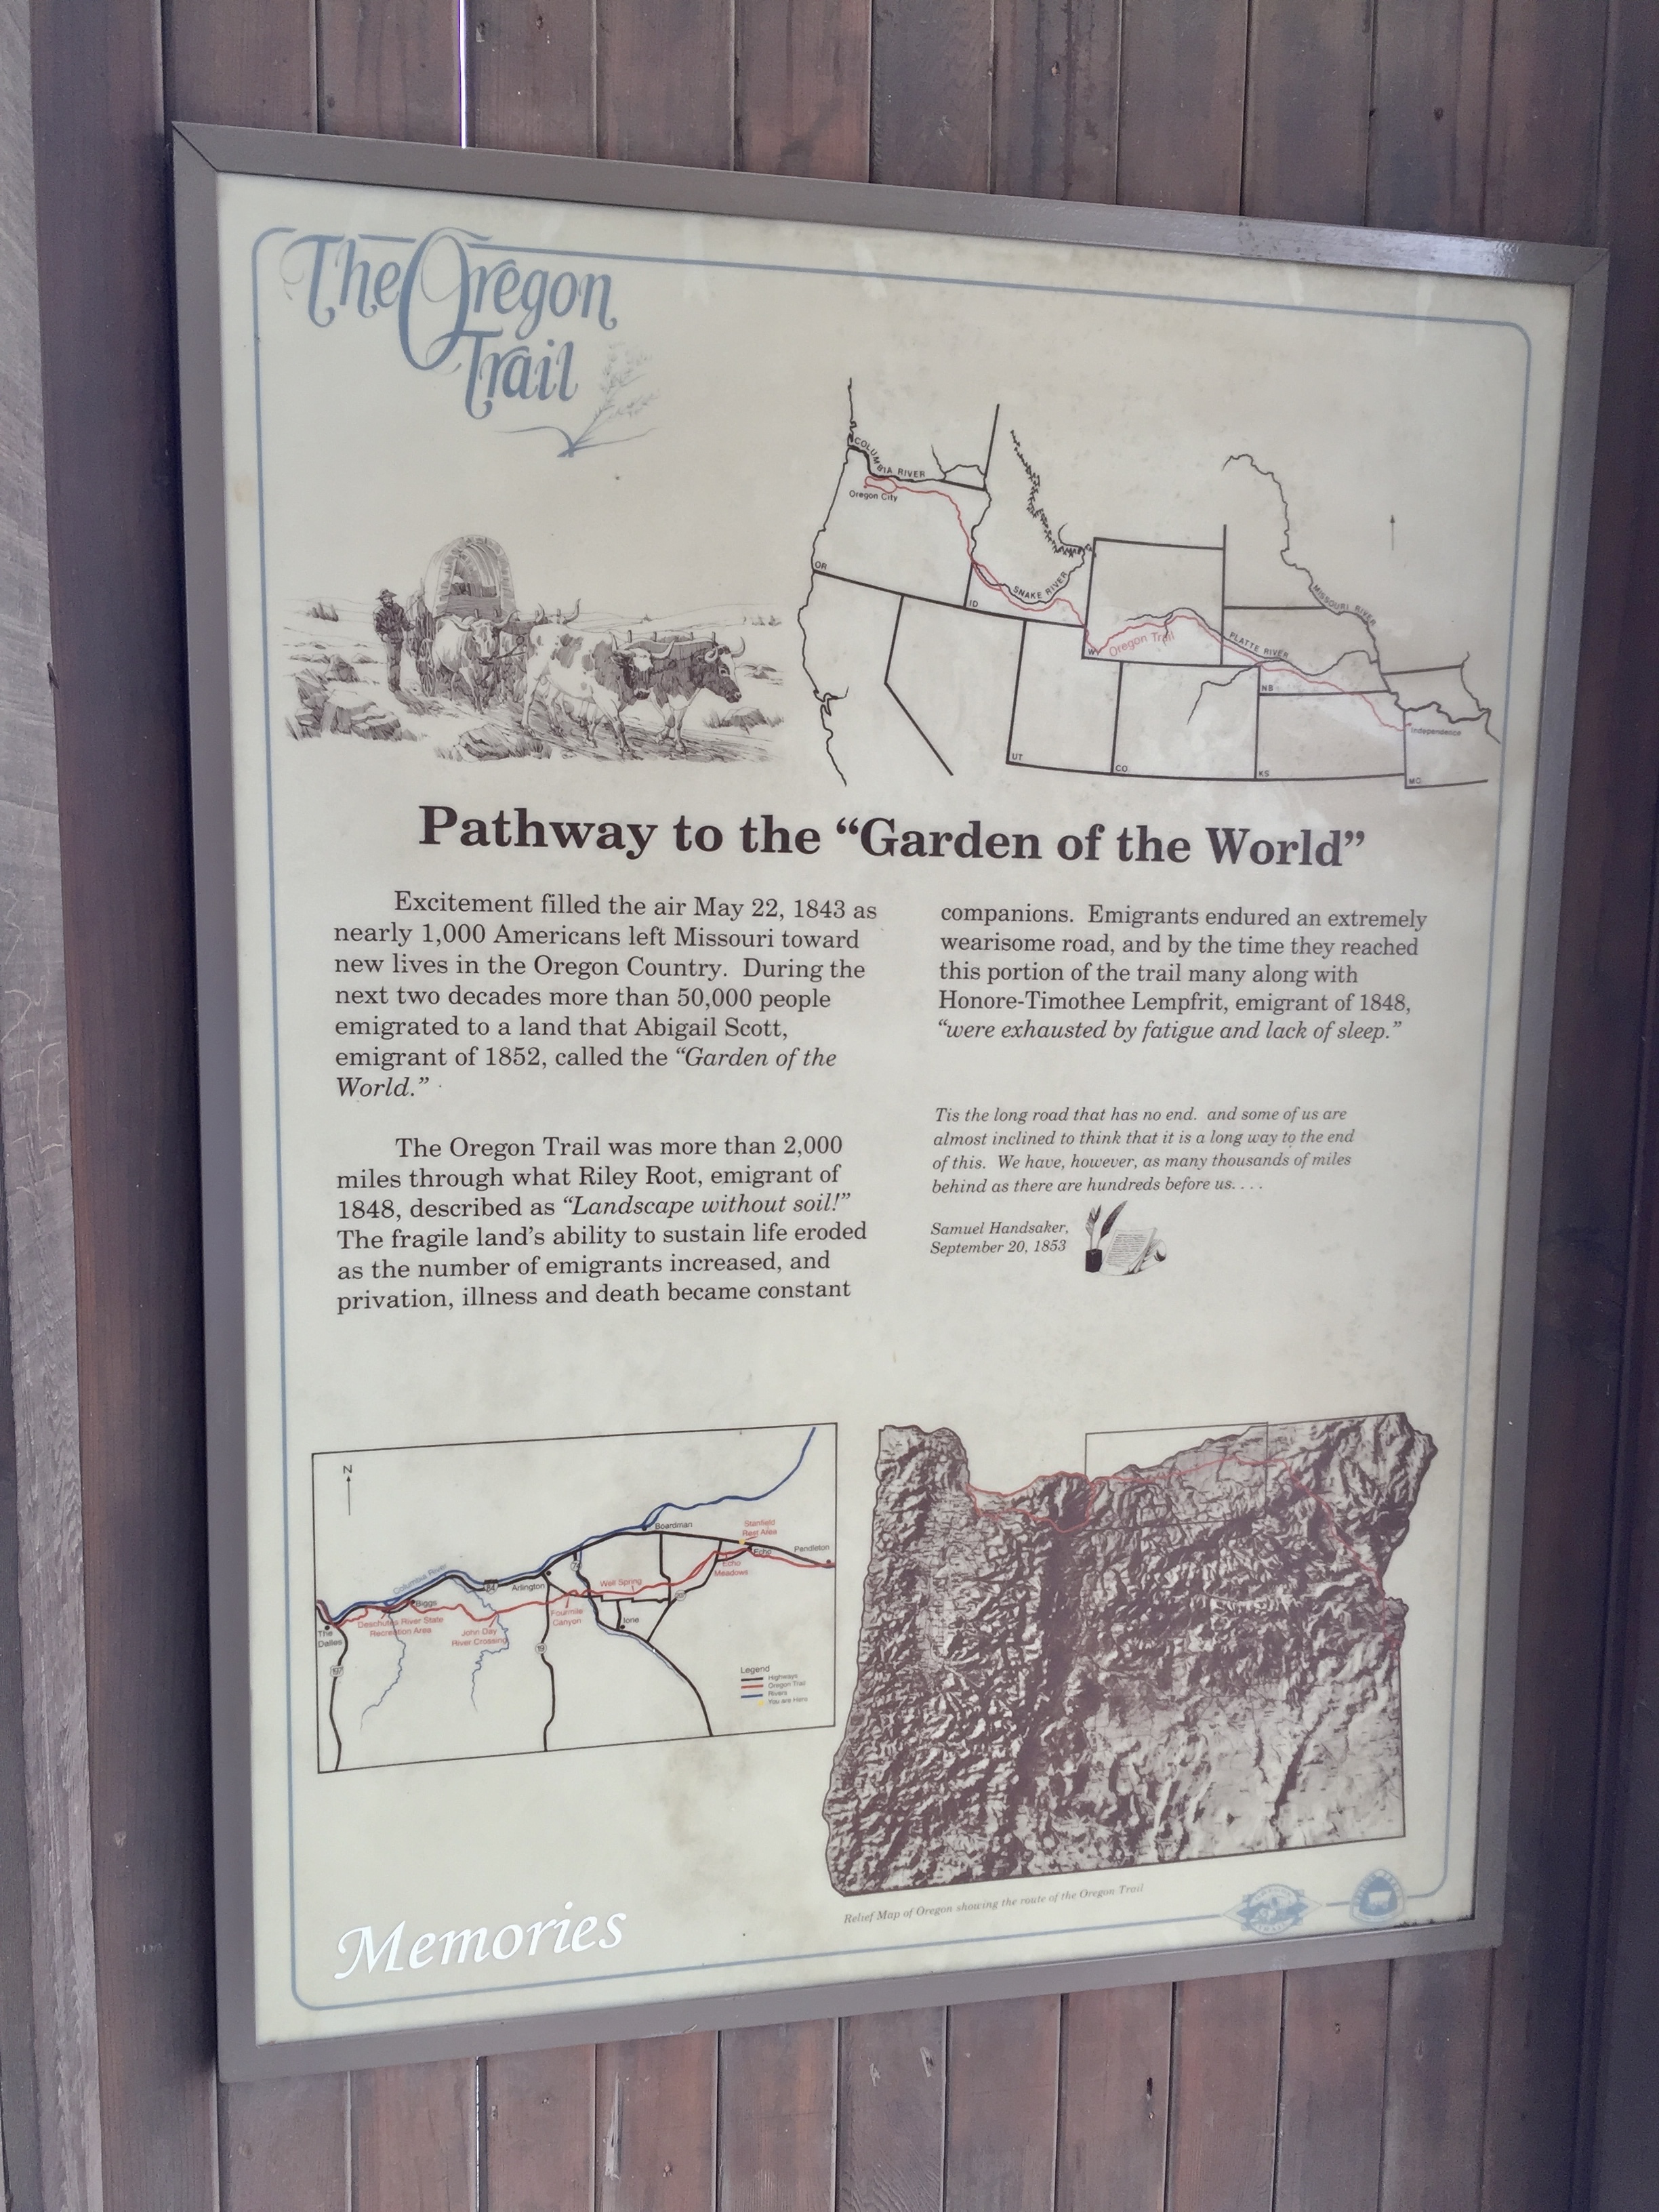 The Oregon
Trail
COLUMBIA RIVER
Oregon City
OR
ID
SNAKE RIVER
WY
Oregon Trail
PLATTE RIVER
MISSOURI RIVER
NB
Independence
UT
CO
KS
MO
Pathway to the “Garden of the World”
Excitement filled the air May 22, 1843 as
nearly 1,000 Americans left Missouri toward
new lives in the Oregon Country. During the
next two decades more than 50,000 people
emigrated to a land that Abigail Scott,
emigrant of 1852, called the “Garden of the
World.”
The Oregon Trail was more than 2,000
miles through what Riley Root, emigrant of
1848, described as “Landscape without soil!”
The fragile land’s ability to sustain life eroded
as the number of emigrants increased, and
privation, illness and death became constant
companions. Emigrants endured an extremely
wearisome road, and by the time they reached
this portion of the trail many along with
Honore-Timothee Lempfrit, emigrant of 1848,
“were exhausted by fatigue and lack of sleep.”
Tis the long road that has no end. and some of us are
almost inclined to think that it is a long way to the end
of this. We have, however, as many thousands of miles
behind as there are hundreds before us. . . .
Samuel Handsaker,
September 20, 1853
N
Boardman
Stanfield
Rest Area
Echo
Pendleton
Echo
Meadows
Columbia River
84
Arlington
74
Well Spring
Biggs
Deschutes River State
Recreation Area
John Day
River Crossing
Fourmile
Canyon
Ione
The
Dalles
197
19
Legend
Highways
Oregon Trail
Rivers
You are Here
Relief Map of Oregon showing the route of the Oregon Trail
Memories